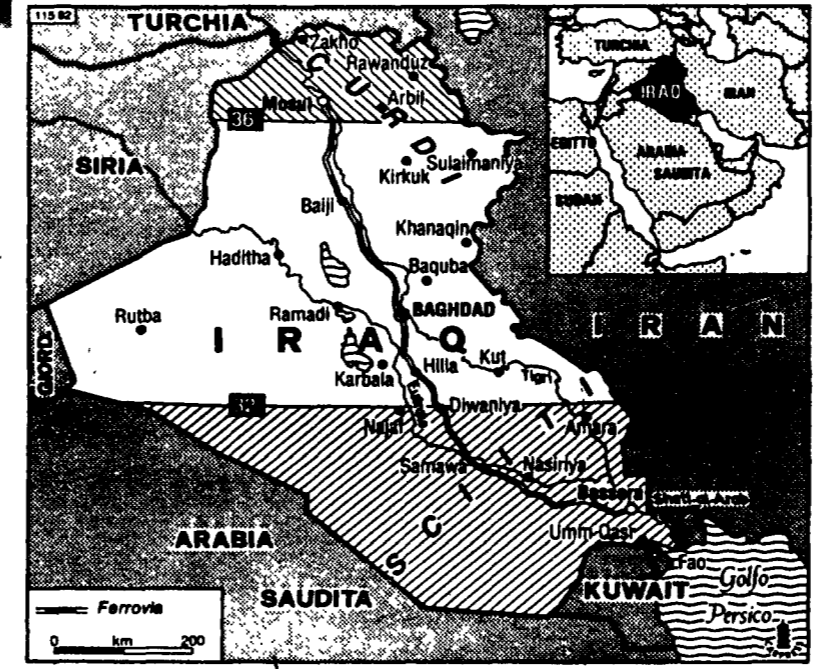 115 82
TURCHIA
Zakho
Rawanduz
Mosul
Arbil
36
CURDI
SIRIA
Kirkuk
Sulaimaniya
Baiji
Khanaqin
Haditha
Baquba
Rutba
Ramadi
BAGHDAD
IRAQ
IRAN
GIORD.
Karbala
Hilla
Kut
Tigri
Eufrate
32
Diwaniya
Najaf
Amara
Samawa
Nasiriya
SCIITI
Bassora
Shatt-al-Arab
Umm Qasr
Fao
ARABIA
SAUDITA
KUWAIT
Golfo
Persico
Ferrovia
0 km 200
TURCHIA
IRAQ
IRAN
EGITTO
ARABIA
SAUDITA
SUDAN